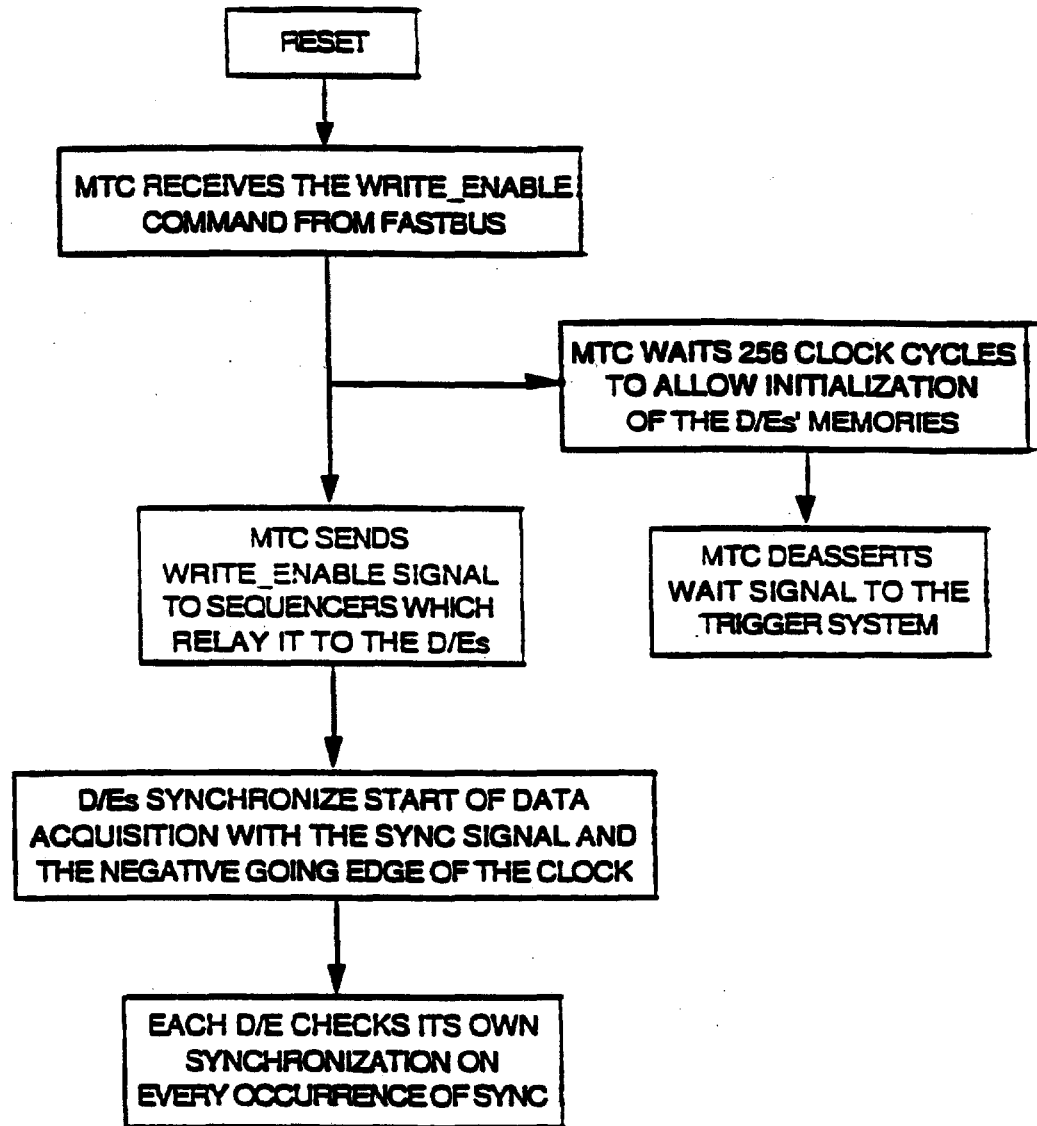 RESET
MTC RECEIVES THE WRITE_ENABLE
COMMAND FROM FASTBUS
MTC WAITS 256 CLOCK CYCLES
TO ALLOW INITIALIZATION
OF THE D/Es' MEMORIES
MTC SENDS
WRITE_ENABLE SIGNAL
TO SEQUENCERS WHICH
RELAY IT TO THE D/Es
MTC DEASSERTS
WAIT SIGNAL TO THE
TRIGGER SYSTEM
D/Es SYNCHRONIZE START OF DATA
ACQUISITION WITH THE SYNC SIGNAL AND
THE NEGATIVE GOING EDGE OF THE CLOCK
EACH D/E CHECKS ITS OWN
SYNCHRONIZATION ON
EVERY OCCURRENCE OF SYNC